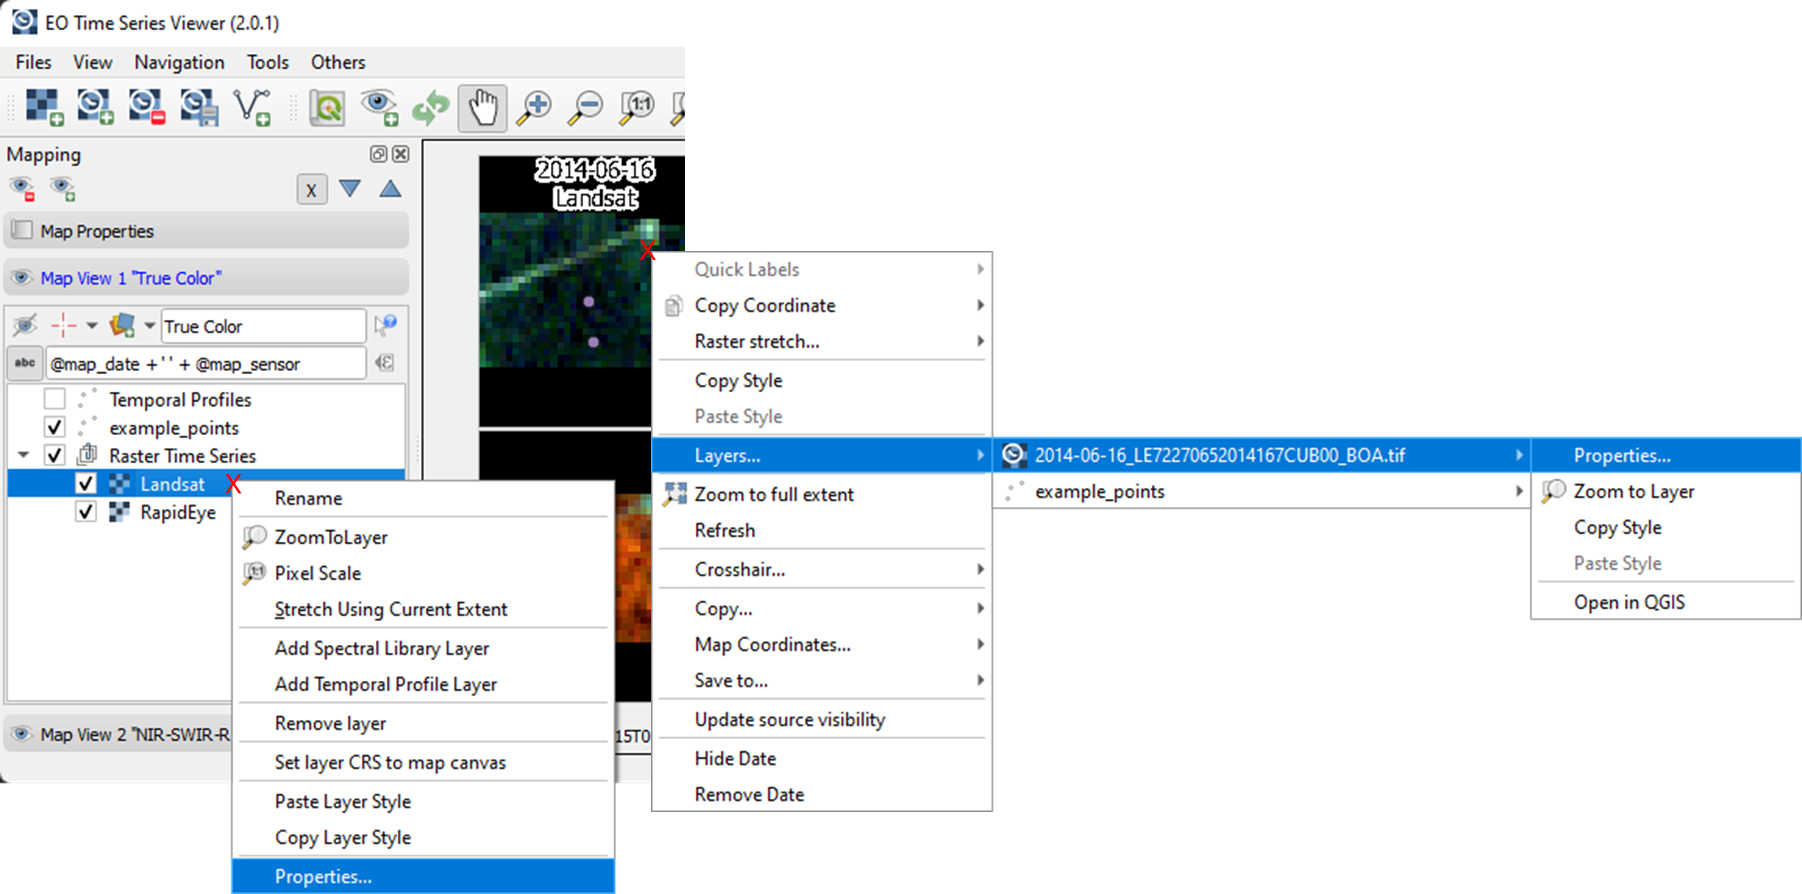 EO Time Series Viewer (2.0.1)
Files View Navigation Tools Others
1:1
Mapping
x
Map Properties
Map View 1 "True Color"
True Color
abc @map_date + ' ' + @map_sensor
Temporal Profiles
example_points
Raster Time Series
Landsat X
RapidEye
Map View 2 "NIR-SWIR-R
2014-06-16
Landsat
X
15T0
Rename
ZoomToLayer
1:1 Pixel Scale
Stretch Using Current Extent
Add Spectral Library Layer
Add Temporal Profile Layer
Remove layer
Set layer CRS to map canvas
Paste Layer Style
Copy Layer Style
Properties...
Quick Labels
Copy Coordinate
Raster stretch...
Copy Style
Paste Style
Layers...
Zoom to full extent
Refresh
Crosshair...
Copy...
Map Coordinates...
Save to...
Update source visibility
Hide Date
Remove Date
2014-06-16_LE72270652014167CUB00_BOA.tif
example_points
Properties...
Zoom to Layer
Copy Style
Paste Style
Open in QGIS